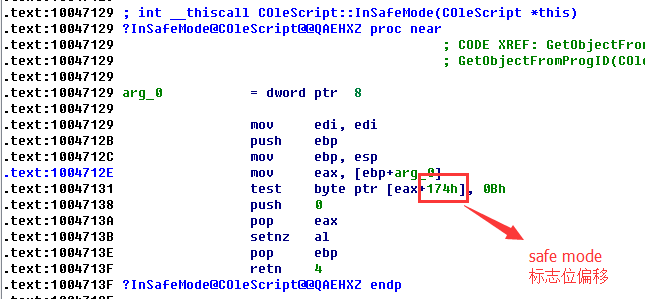 .text:10047129 ; int __thiscall COleScript::InSafeMode(COleScript *this)
.text:10047129 ?InSafeMode@COleScript@@QAEHXZ proc near
.text:10047129 ; CODE XREF: GetObjectFrom
.text:10047129 ; GetObjectFromProgID(COle
.text:10047129
.text:10047129 arg_0 = dword ptr 8
.text:10047129
.text:10047129 mov edi, edi
.text:1004712B push ebp
.text:1004712C mov ebp, esp
.text:1004712E mov eax, [ebp+arg_0]
.text:10047131 test byte ptr [eax+174h], 0Bh
.text:10047138 push 0
.text:1004713A pop eax
.text:1004713B setnz al
.text:1004713E pop ebp
.text:1004713F retn 4
.text:1004713F ?InSafeMode@COleScript@@QAEHXZ endp
safe mode
标志位偏移